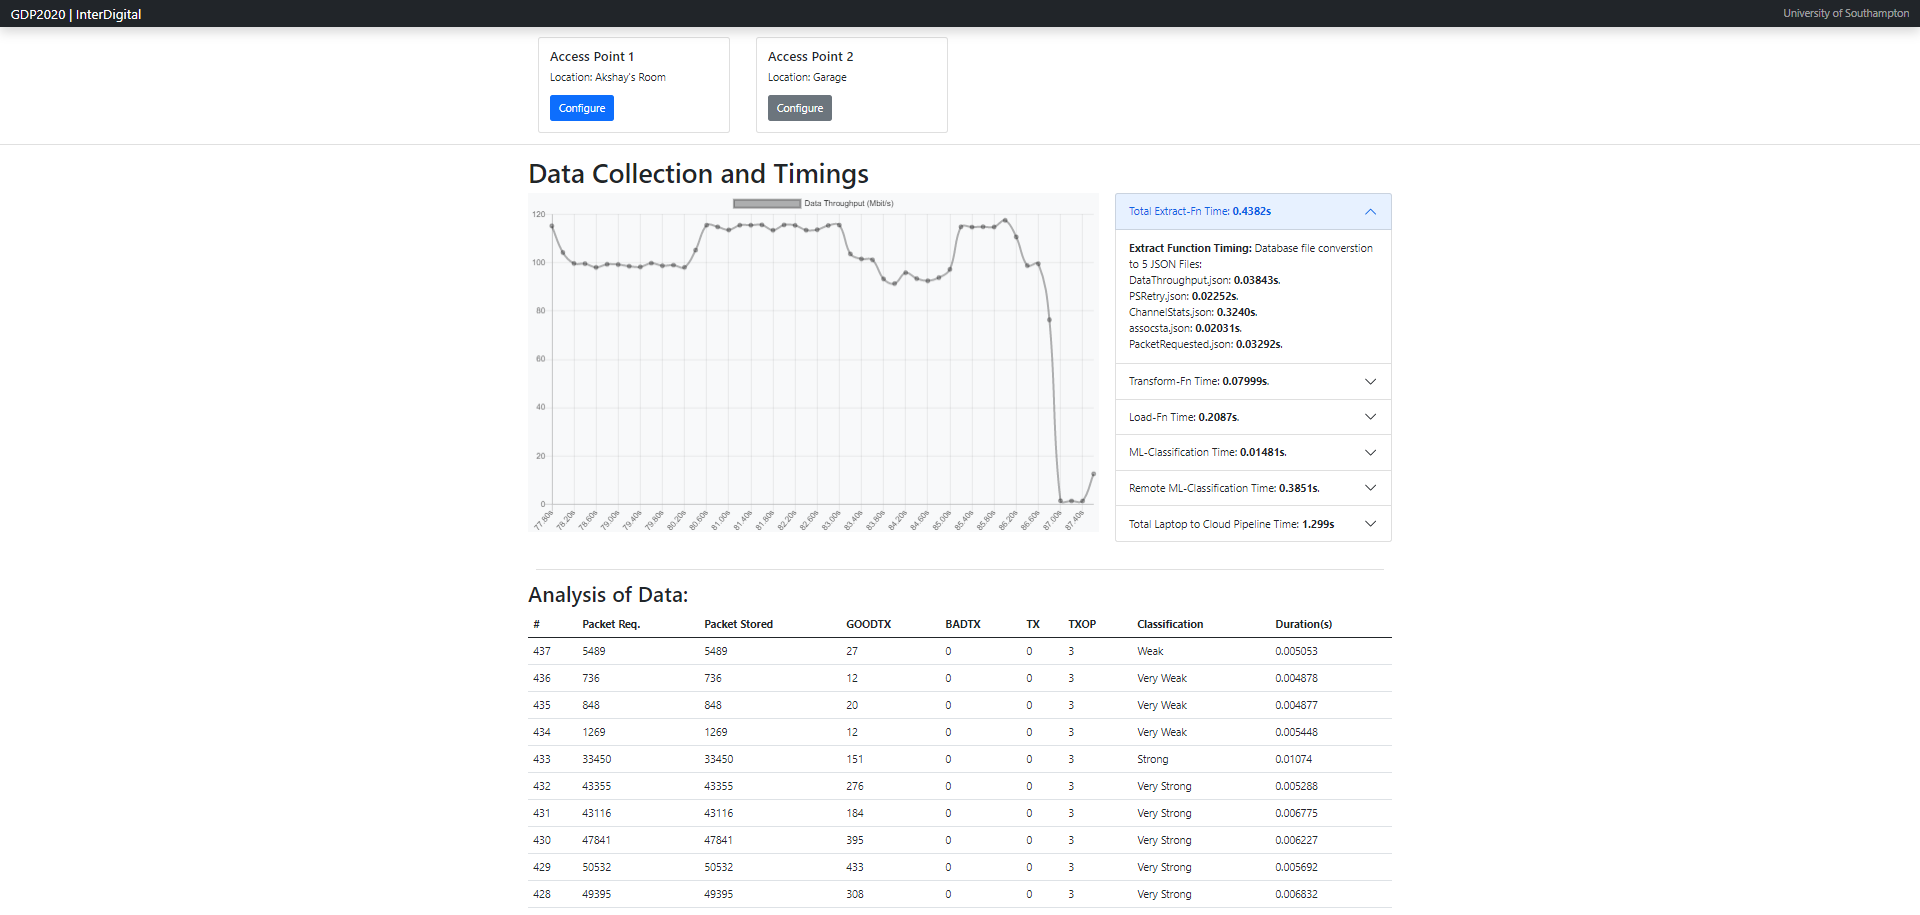 GDP2020 | InterDigital
University of Southampton
Access Point 1
Location: Akshay's Room
Configure
Access Point 2
Location: Garage
Configure
Data Collection and Timings
Data Throughput (Mbit/s)
120
100
80
60
40
20
0
77.80s 78.20s 78.60s 79.00s 79.40s 79.80s 80.20s 80.60s 81.00s 81.40s 81.80s 82.20s 82.60s 83.00s 83.40s 83.80s 84.20s 84.60s 85.00s 85.40s 85.80s 86.20s 86.60s 87.00s 87.40s
Total Extract-Fn Time: 0.4382s
Extract Function Timing: Database file converstion
to 5 JSON Files:
DataThroughput.json: 0.03843s.
PSRetry.json: 0.02252s.
ChannelStats.json: 0.3240s.
assocsta.json: 0.02031s.
PacketRequested.json: 0.03292s.
Transform-Fn Time: 0.07999s.
Load-Fn Time: 0.2087s.
ML-Classification Time: 0.01481s.
Remote ML-Classification Time: 0.3851s.
Total Laptop to Cloud Pipeline Time: 1.299s
Analysis of Data:
# Packet Req. Packet Stored GOODTX BADTX TX TXOP Classification Duration(s)
437 5489 5489 27 0 0 3 Weak 0.005053
436 736 736 12 0 0 3 Very Weak 0.004878
435 848 848 20 0 0 3 Very Weak 0.004877
434 1269 1269 12 0 0 3 Very Weak 0.005448
433 33450 33450 151 0 0 3 Strong 0.01074
432 43355 43355 276 0 0 3 Very Strong 0.005288
431 43116 43116 184 0 0 3 Very Strong 0.006775
430 47841 47841 395 0 0 3 Very Strong 0.006227
429 50532 50532 433 0 0 3 Very Strong 0.005692
428 49395 49395 308 0 0 3 Very Strong 0.006832